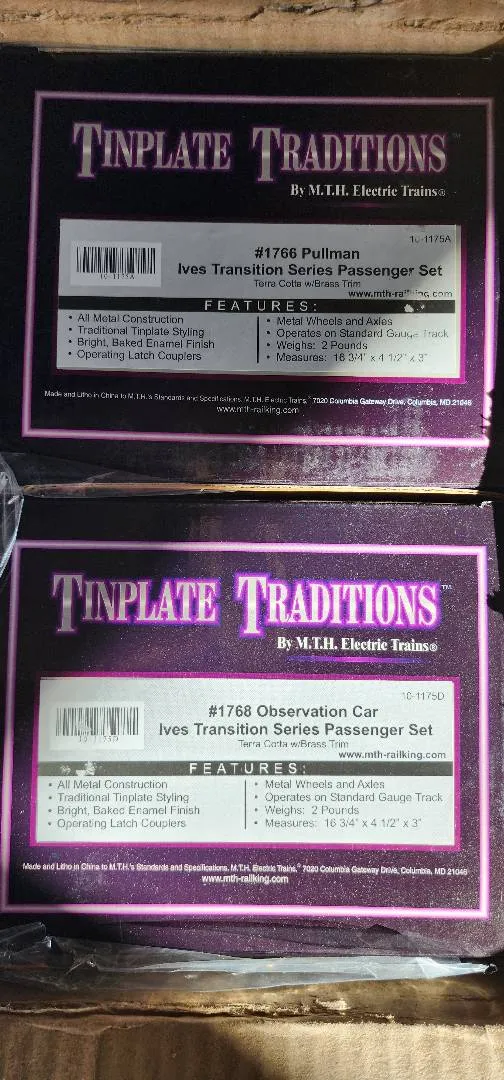 TINPLATE TRADITIONS™
By M.T.H. Electric Trains®
10-1175A
10-1175A
#1766 Pullman
Ives Transition Series Passenger Set
Terra Cotta w/Brass Trim
www.mth-railking.com
FEATURES:
• All Metal Construction
• Traditional Tinplate Styling
• Bright, Baked Enamel Finish
• Operating Latch Couplers
• Metal Wheels and Axles
• Operates on Standard Gauge Track
• Weighs: 2 Pounds
• Measures: 16 3/4" x 4 1/2" x 3"
Made and Litho in China to M.T.H.'s Standards and Specifications. M.T.H. Electric Trains,® 7020 Columbia Gateway Drive, Columbia, MD 21046
www.mth-railking.com
TINPLATE TRADITIONS™
By M.T.H. Electric Trains®
10-1175D
10-1175D
#1768 Observation Car
Ives Transition Series Passenger Set
Terra Cotta w/Brass Trim
www.mth-railking.com
FEATURES:
• All Metal Construction
• Traditional Tinplate Styling
• Bright, Baked Enamel Finish
• Operating Latch Couplers
• Metal Wheels and Axles
• Operates on Standard Gauge Track
• Weighs: 2 Pounds
• Measures: 16 3/4" x 4 1/2" x 3"
Made and Litho in China to M.T.H.'s Standards and Specifications. M.T.H. Electric Trains,® 7020 Columbia Gateway Drive, Columbia, MD 21046
www.mth-railking.com